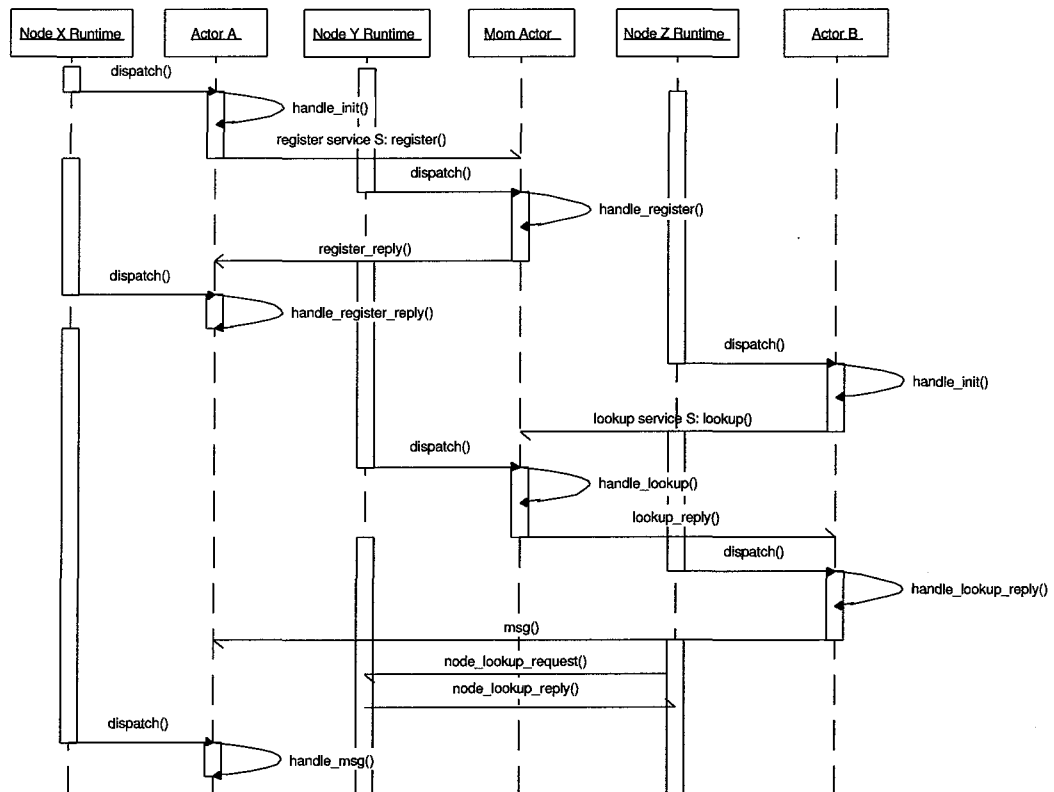 Node X Runtime
Actor A
Node Y Runtime
Mom Actor
Node Z Runtime
Actor B
dispatch()
handle_init()
register service S: register()
dispatch()
handle_register()
register_reply()
dispatch()
handle_register_reply()
dispatch()
handle_init()
lookup service S: lookup()
dispatch()
handle_lookup()
lookup_reply()
dispatch()
handle_lookup_reply()
msg()
node_lookup_request()
node_lookup_reply()
dispatch()
handle_msg()